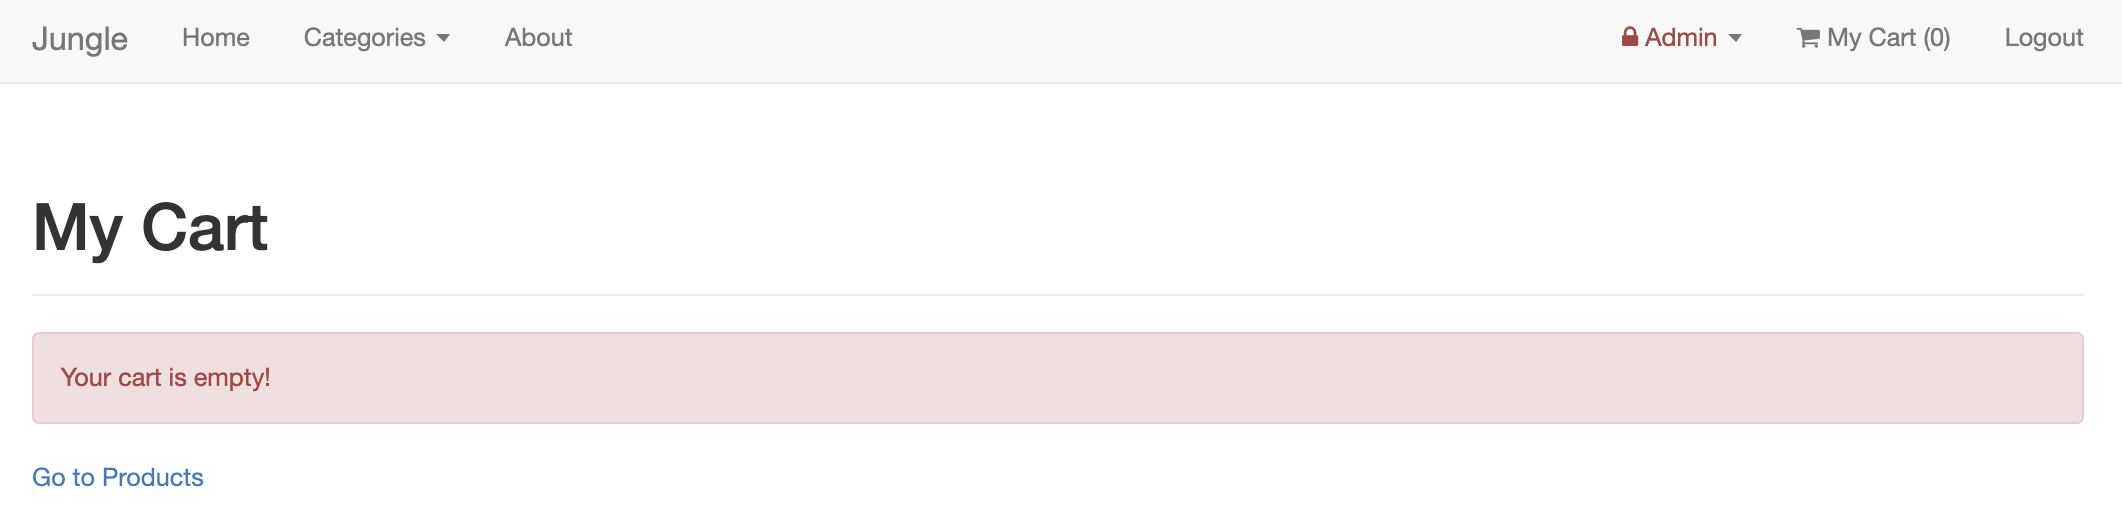 Jungle Home Categories About Admin My Cart (0) Logout
My Cart
Your cart is empty!
Go to Products